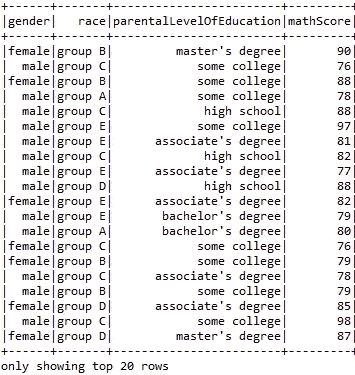 +------+-------+------------------------+---------+
|gender|   race|parentalLevelOfEducation|mathScore|
+------+-------+------------------------+---------+
|female|group B|         master's degree|       90|
|  male|group C|            some college|       76|
|female|group B|            some college|       88|
|  male|group A|            some college|       78|
|  male|group C|             high school|       88|
|  male|group E|            some college|       97|
|  male|group E|      associate's degree|       81|
|  male|group C|             high school|       82|
|  male|group E|      associate's degree|       77|
|  male|group D|             high school|       88|
|female|group E|      associate's degree|       82|
|  male|group E|       bachelor's degree|       79|
|  male|group A|       bachelor's degree|       80|
|female|group C|            some college|       76|
|female|group B|            some college|       79|
|  male|group C|      associate's degree|       78|
|  male|group B|            some college|       79|
|female|group D|      associate's degree|       85|
|  male|group C|            some college|       98|
|female|group D|         master's degree|       87|
+------+-------+------------------------+---------+
only showing top 20 rows